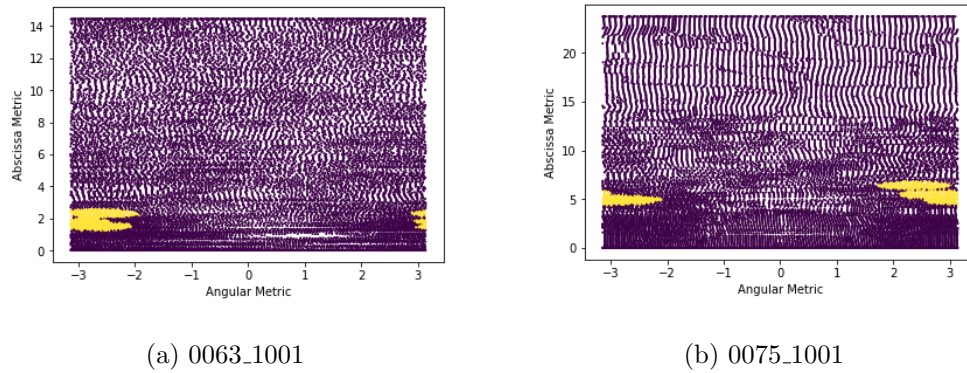 14
12
10
8
6
4
2
0
Abscissa Metric
−3 −2 −1 0 1 2 3
Angular Metric
(a) 0063_1001
20
15
10
5
0
Abscissa Metric
−3 −2 −1 0 1 2 3
Angular Metric
(b) 0075_1001